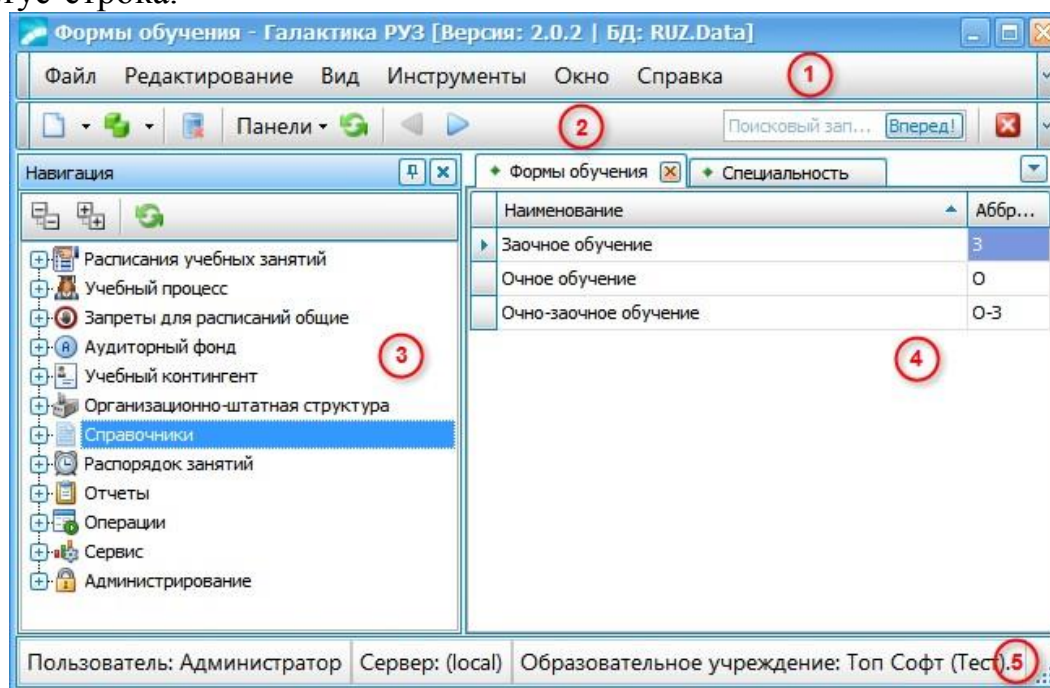 тус-строка.
Формы обучения - Галактика РУЗ [Версия: 2.0.2 | БД: RUZ.Data]
Файл Редактирование Вид Инструменты Окно Справка 1
Панели 2 Поисковый зап... Вперед!
Навигация
Формы обучения Специальность
Наименование Аббр...
Заочное обучение З
Очное обучение О
Очно-заочное обучение О-З
4
Расписания учебных занятий
Учебный процесс
Запреты для расписаний общие
Аудиторный фонд
3
Учебный контингент
Организационно-штатная структура
Справочники
Распорядок занятий
Отчеты
Операции
Сервис
Администрирование
Пользователь: Администратор Сервер: (local) Образовательное учреждение: Топ Софт (Тест). 5